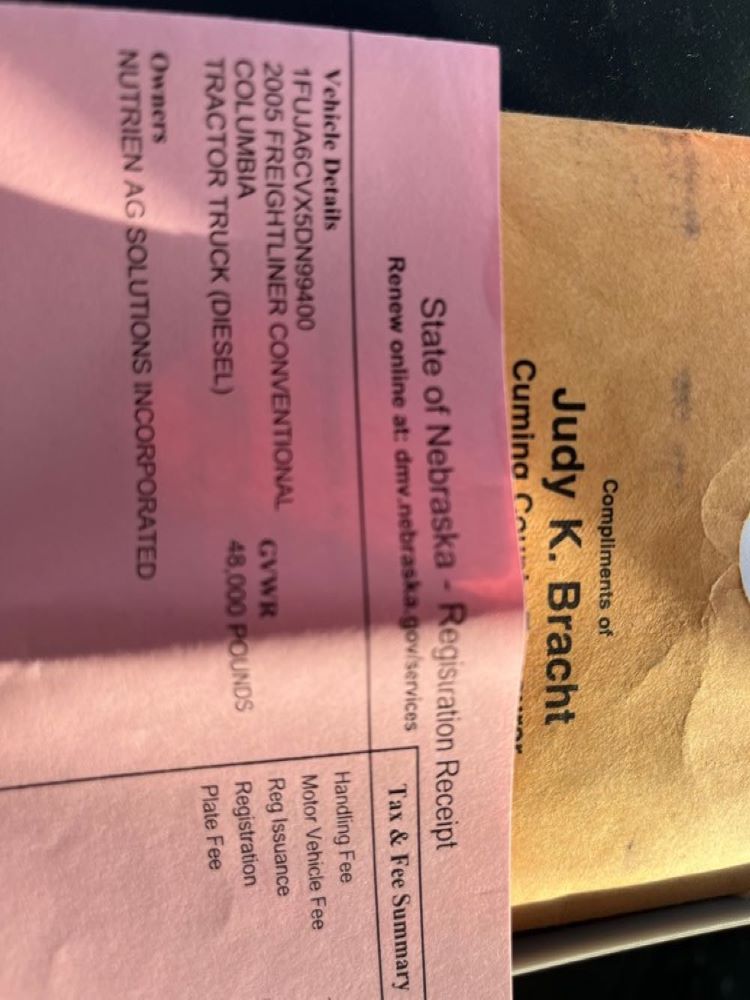 Compliments of
Judy K. Bracht
Cuming
State of Nebraska - Registration Receipt
Renew online at: dmv.nebraska.gov/services
Vehicle Details
1FUJA6CVX5DN99400
2005 FREIGHTLINER CONVENTIONAL
COLUMBIA
TRACTOR TRUCK (DIESEL)
GVWR
48,000 POUNDS
Owners
NUTRIEN AG SOLUTIONS INCORPORATED
Tax & Fee Summary
Handling Fee
Motor Vehicle Fee
Reg Issuance
Registration
Plate Fee